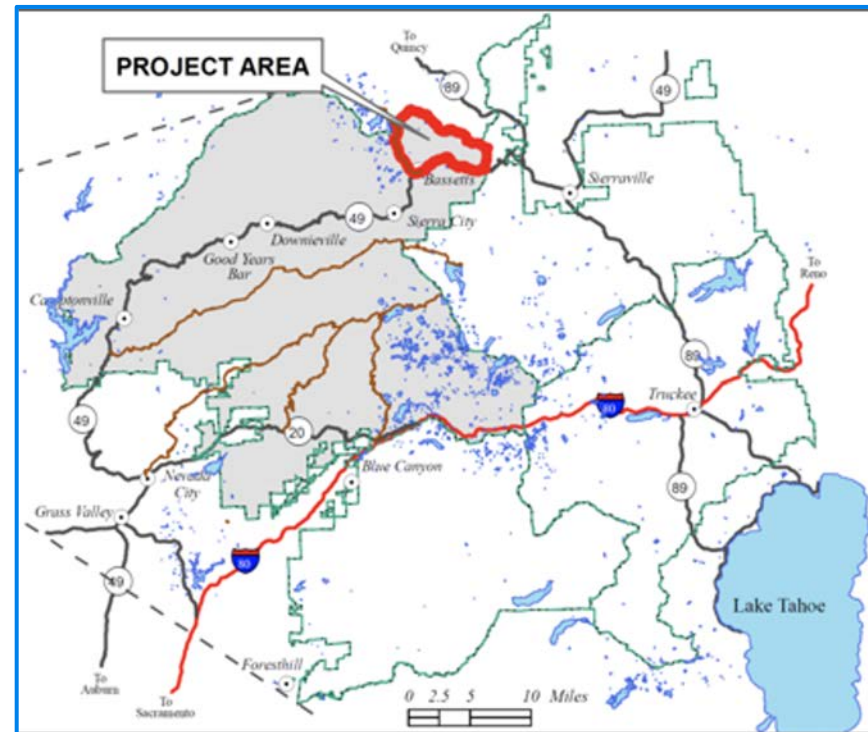 To
Quincy
PROJECT AREA
89
49
Bassetts
Sierraville
49
Sierra City
Downieville
Good Years
Bar
To
Reno
Camptonville
89
Truckee
80
49
20
Nevada
City
Blue Canyon
89
Grass Valley
80
49
Lake Tahoe
To
Auburn
To
Sacramento
Foresthill
0 2.5 5 10 Miles